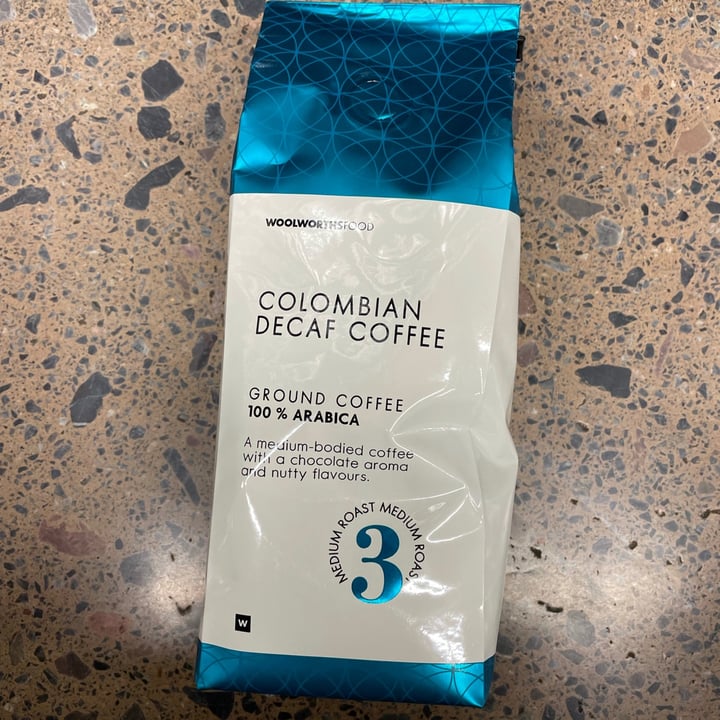 WOOLWORTHSFOOD
COLOMBIAN
DECAF COFFEE
GROUND COFFEE
100 % ARABICA
A medium-bodied coffee
with a chocolate aroma
and nutty flavours.
MEDIUM ROAST MEDIUM ROAST
3
W